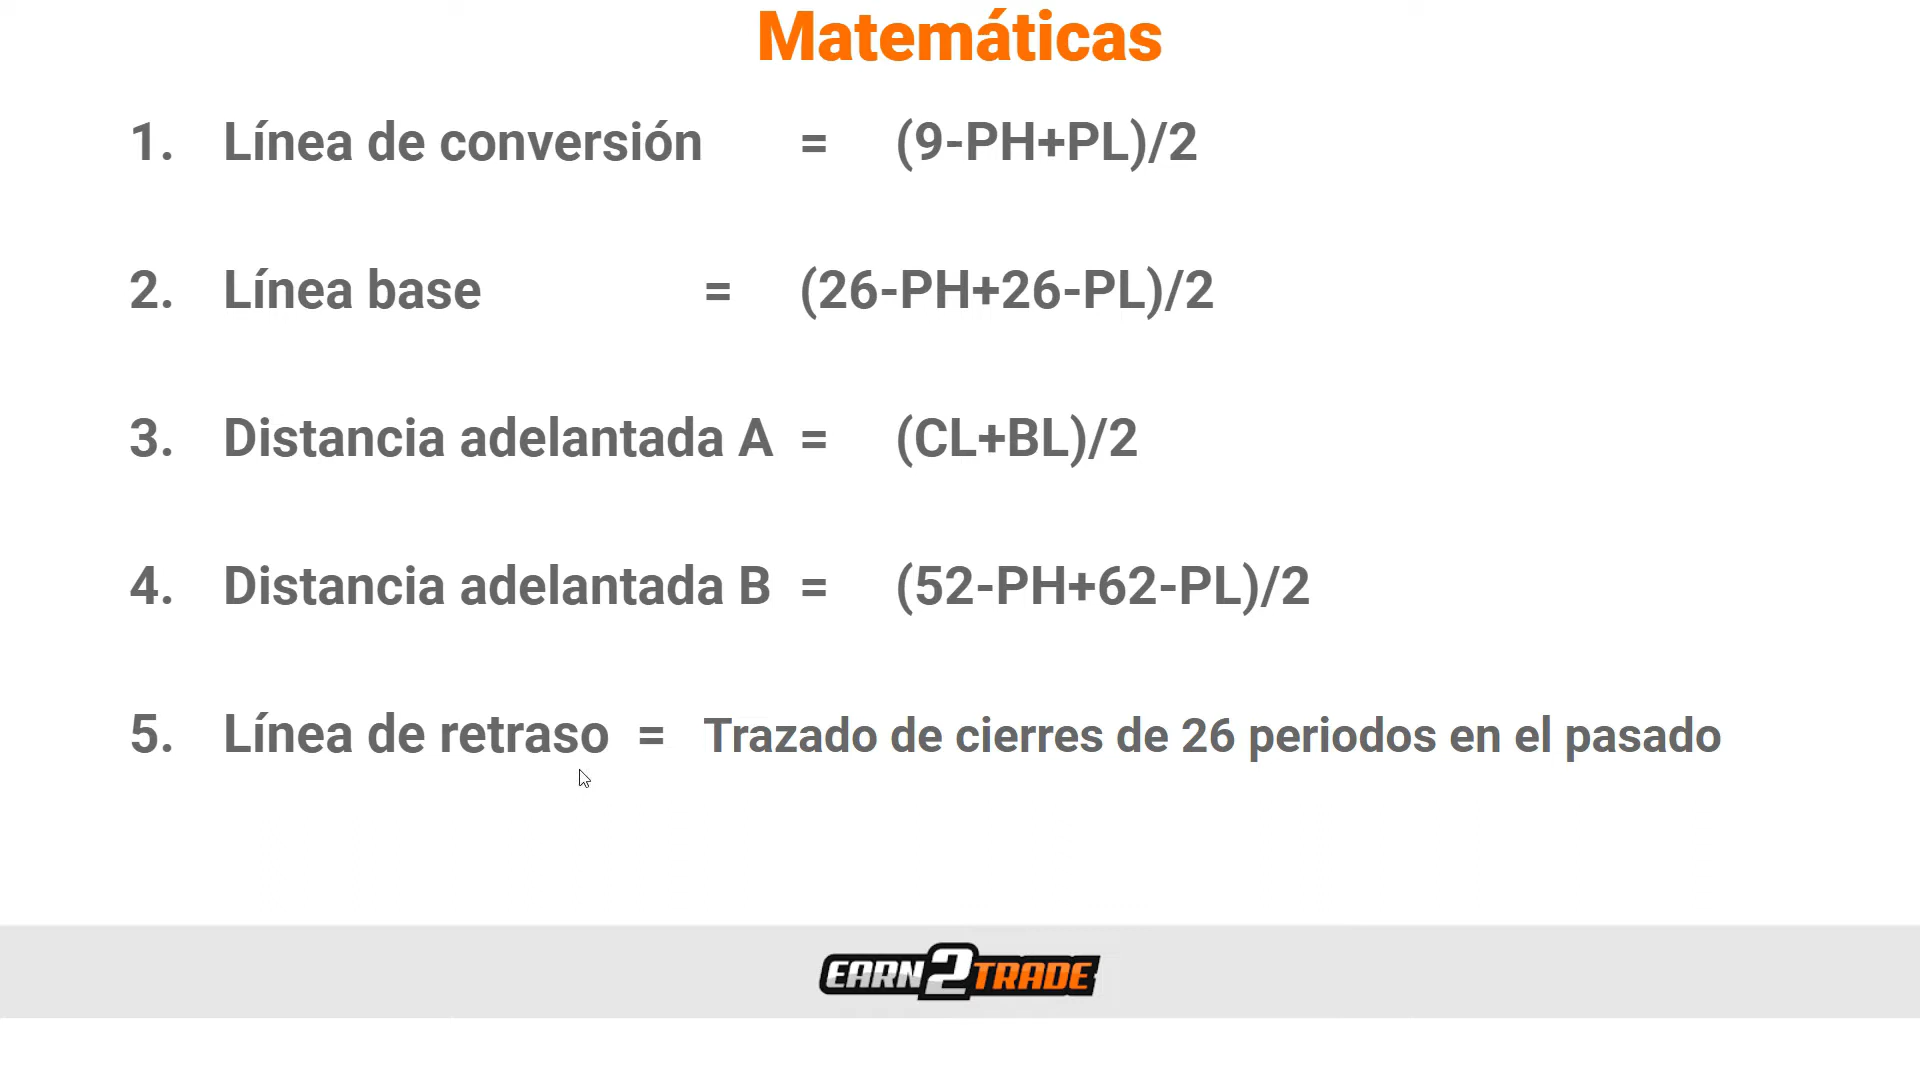 Matemáticas
1. Línea de conversión = (9-PH+PL)/2
2. Línea base = (26-PH+26-PL)/2
3. Distancia adelantada A = (CL+BL)/2
4. Distancia adelantada B = (52-PH+62-PL)/2
5. Línea de retraso = Trazado de cierres de 26 periodos en el pasado
EARN2TRADE